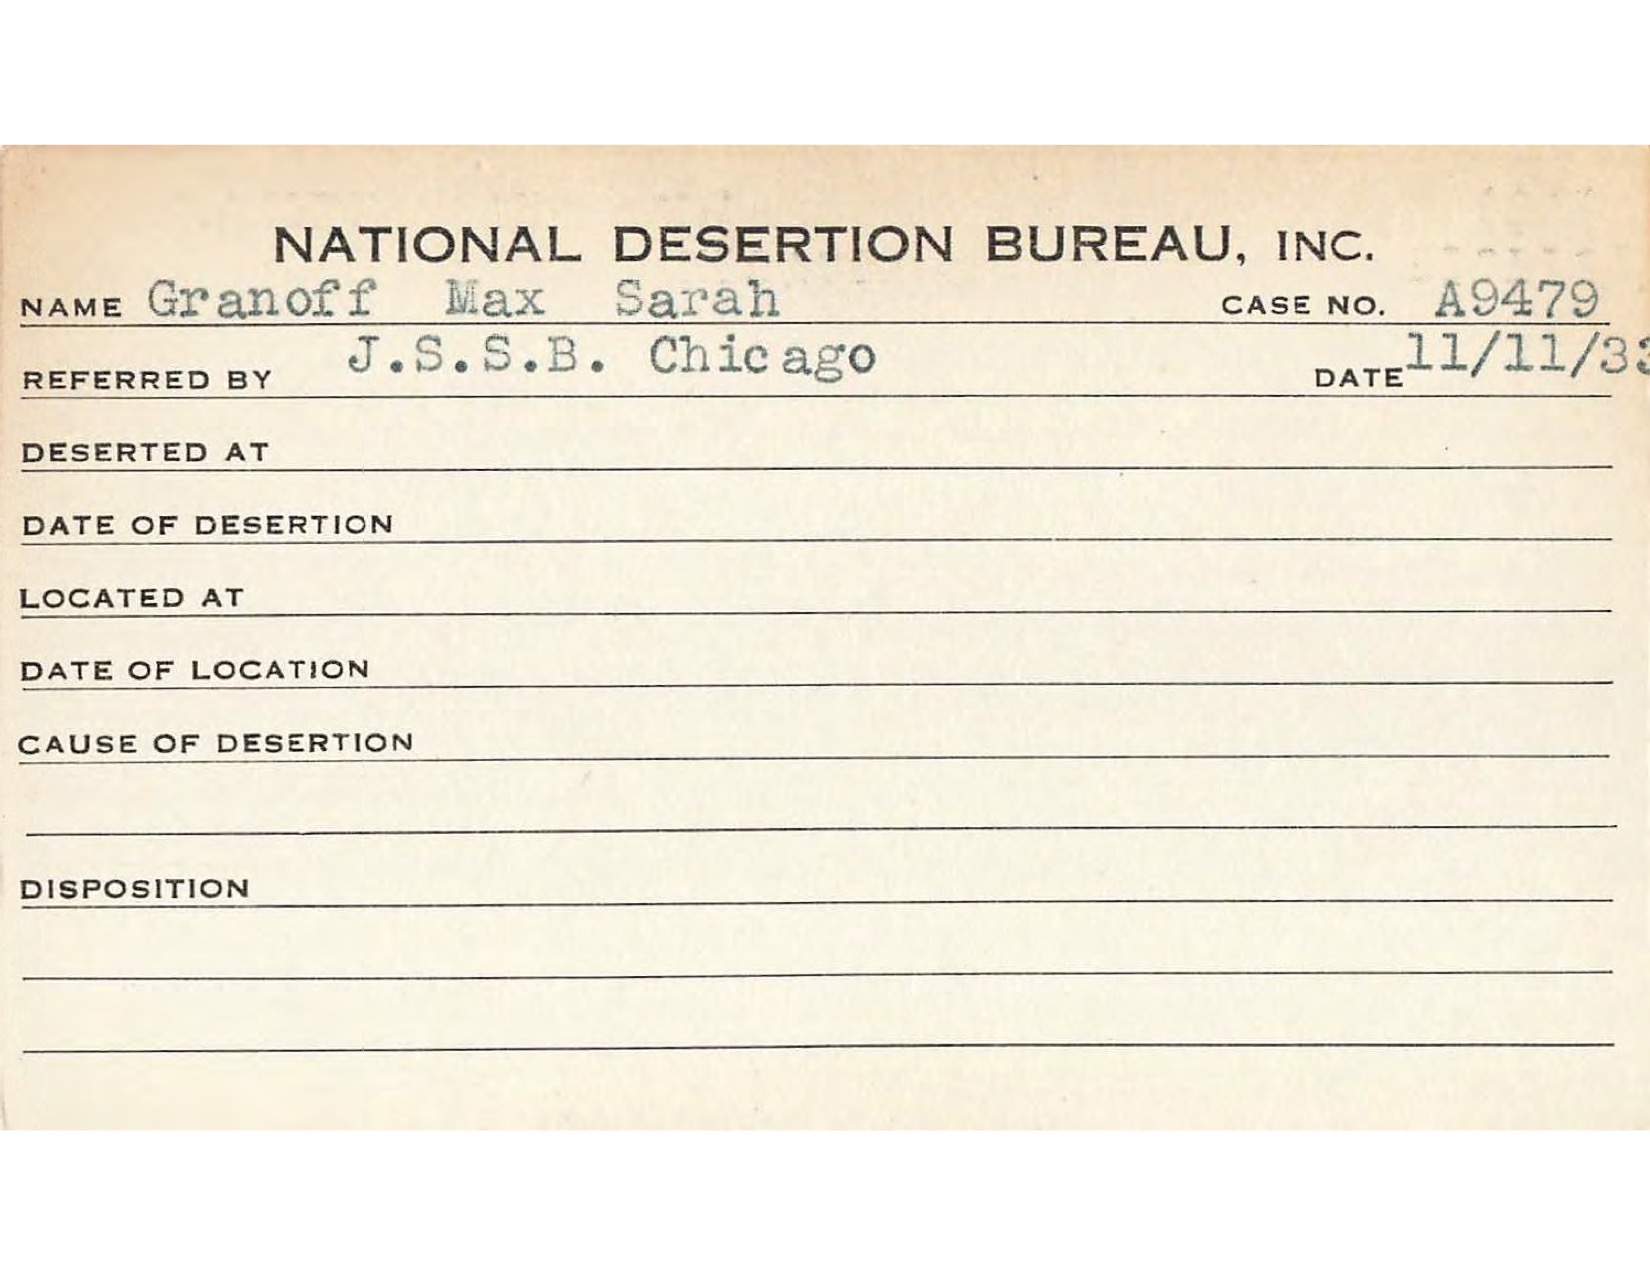 NATIONAL DESERTION BUREAU, INC.
NAME Granoff Max Sarah CASE NO. A9479
REFERRED BY J.S.S.B. Chicago DATE 11/11/33
DESERTED AT
DATE OF DESERTION
LOCATED AT
DATE OF LOCATION
CAUSE OF DESERTION
DISPOSITION